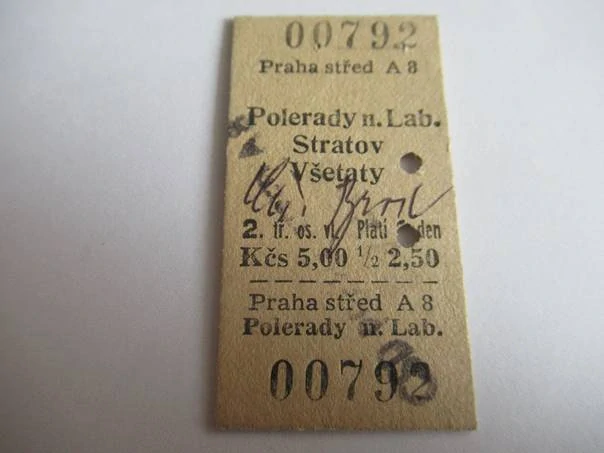 00792
Praha střed A 8
Polerady n. Lab.
Stratov
Všetaty
Brod
2. tř. os. vl. Platí den
Kčs 5,00 ½ 2,50
Praha střed A 8
Polerady n. Lab.
00792